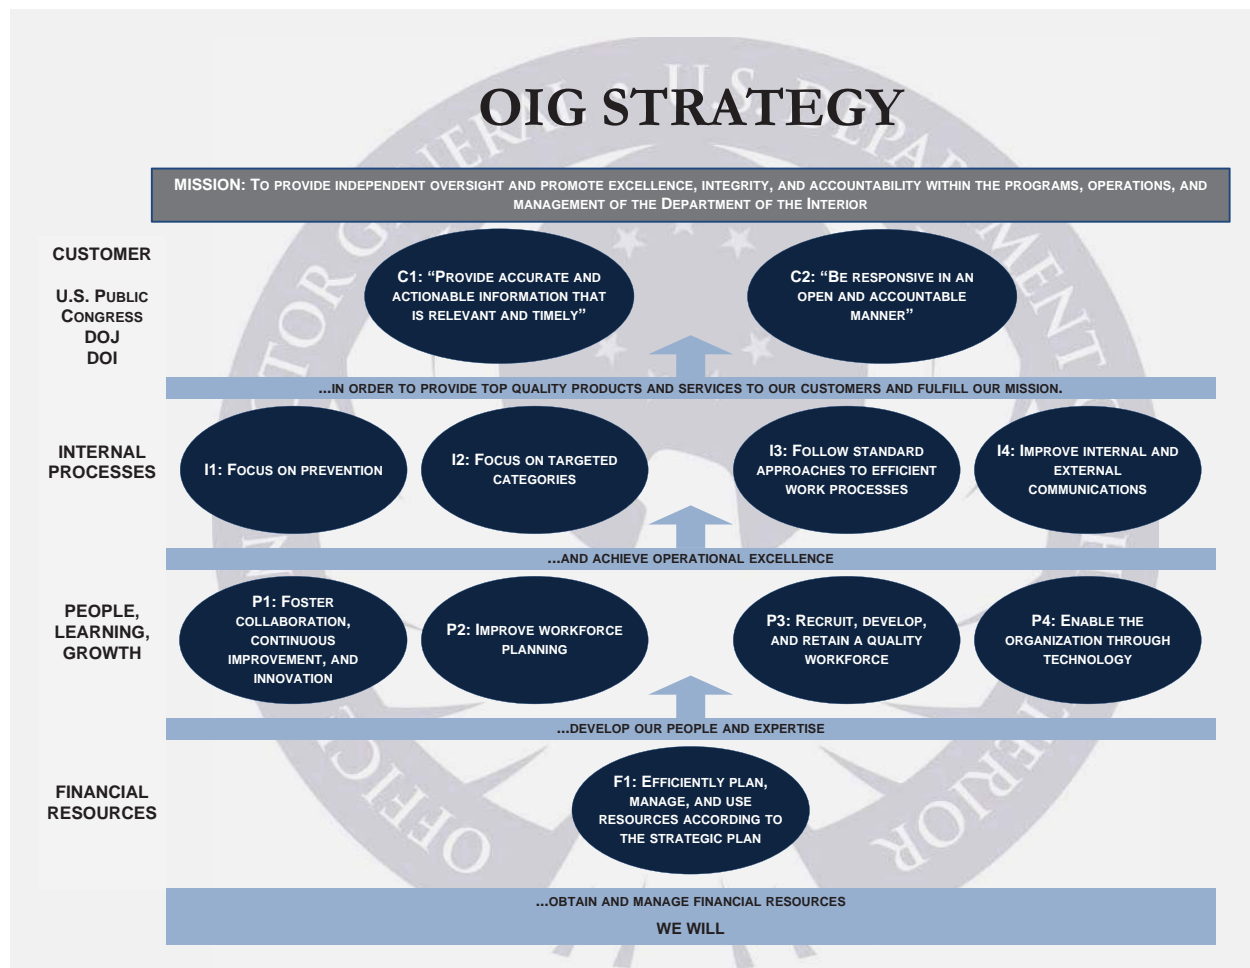 OIG STRATEGY
MISSION: To provide independent oversight and promote excellence, integrity, and accountability within the programs, operations, and
management of the Department of the Interior
CUSTOMER
U.S. Public
Congress
DOJ
DOI
C1: “Provide accurate and
actionable information that
is relevant and timely”
C2: “Be responsive in an
open and accountable
manner”
...in order to provide top quality products and services to our customers and fulfill our mission.
INTERNAL
PROCESSES
I1: Focus on prevention
I2: Focus on targeted
categories
I3: Follow standard
approaches to efficient
work processes
I4: Improve internal and
external
communications
...and achieve operational excellence
PEOPLE,
LEARNING,
GROWTH
P1: Foster
collaboration,
continuous
improvement, and
innovation
P2: Improve workforce
planning
P3: Recruit, develop,
and retain a quality
workforce
P4: Enable the
organization through
technology
...develop our people and expertise
FINANCIAL
RESOURCES
F1: Efficiently plan,
manage, and use
resources according to
the strategic plan
...obtain and manage financial resources
WE WILL